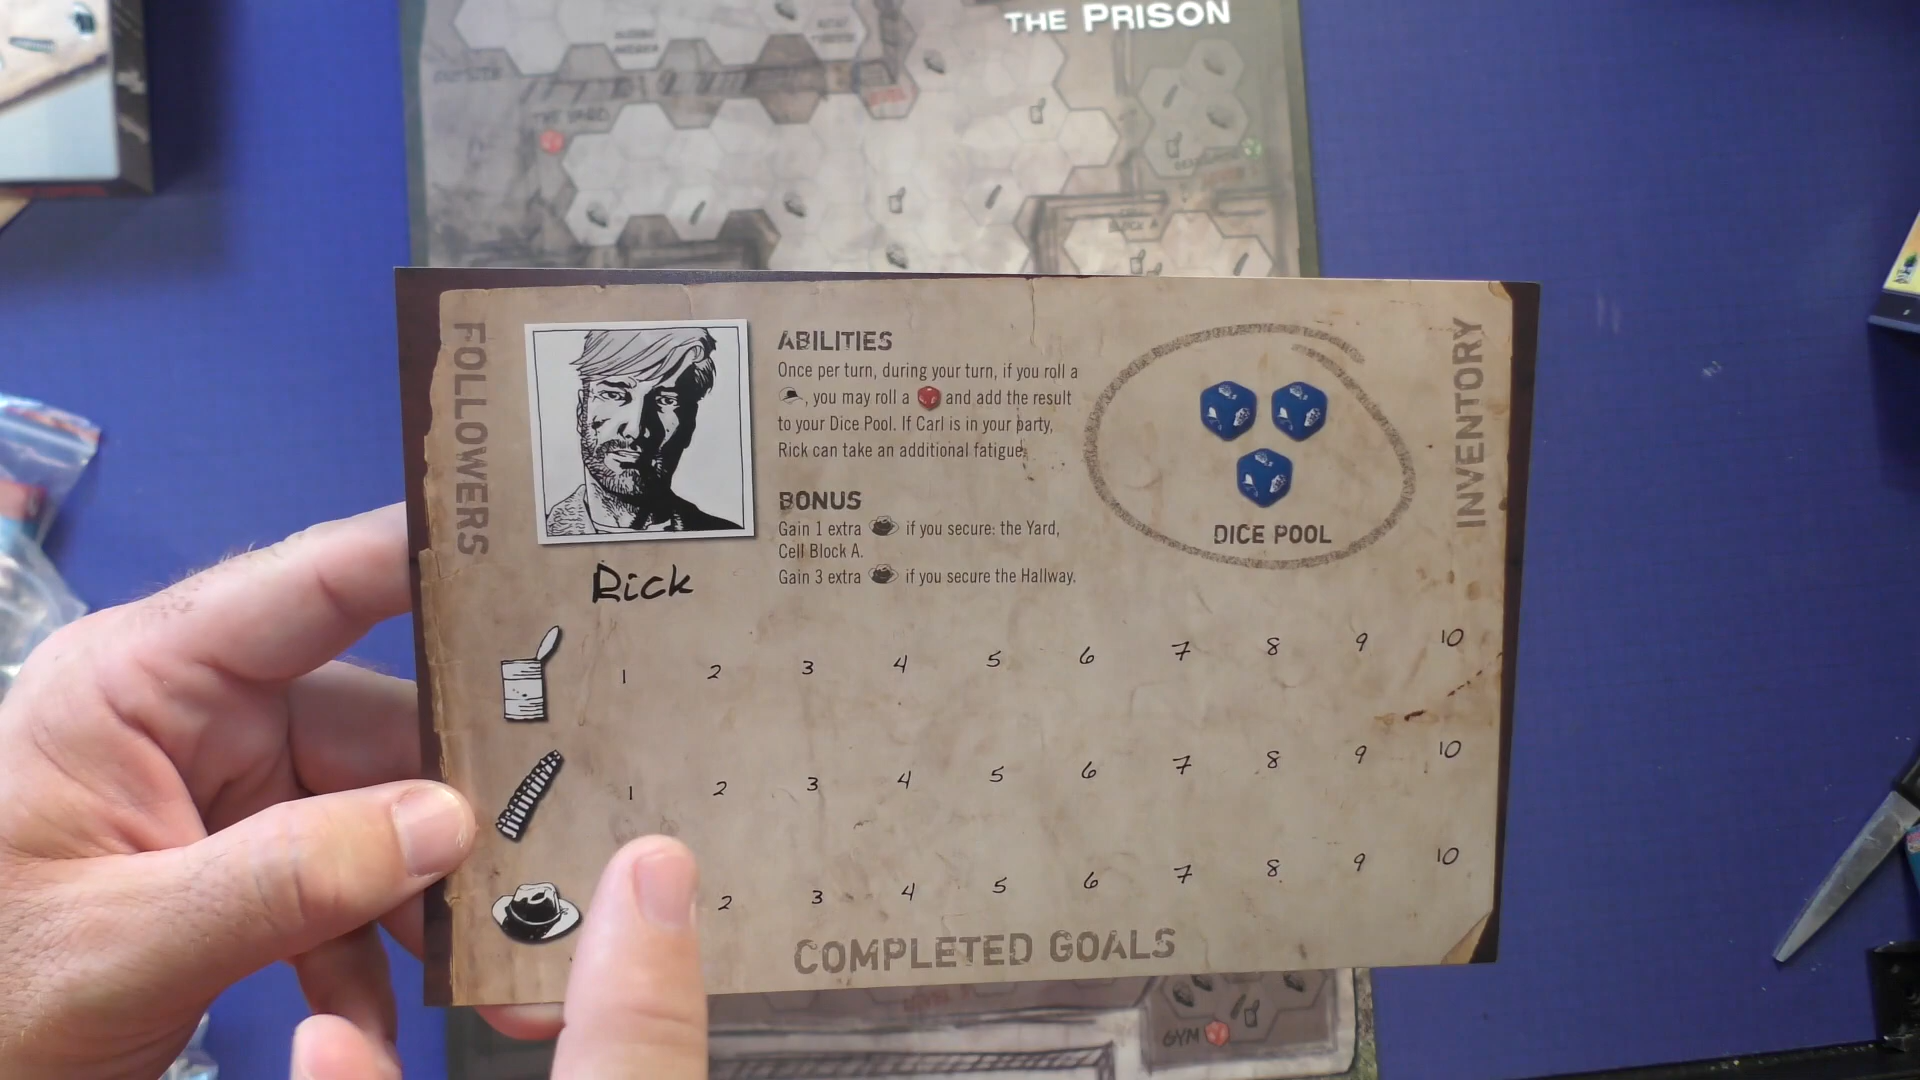 THE PRISON
OUTSIDE
THE YARD
BLOCK A
FOLLOWERS
ABILITIES
Once per turn, during your turn, if you roll a
, you may roll a and add the result
to your Dice Pool. If Carl is in your party,
Rick can take an additional fatigue.
BONUS
Gain 1 extra if you secure: the Yard,
Cell Block A.
Gain 3 extra if you secure the Hallway.
DICE POOL
INVENTORY
Rick
1 2 3 4 5 6 7 8 9 10
1 2 3 4 5 6 7 8 9 10
2 3 4 5 6 7 8 9 10
COMPLETED GOALS
GYM